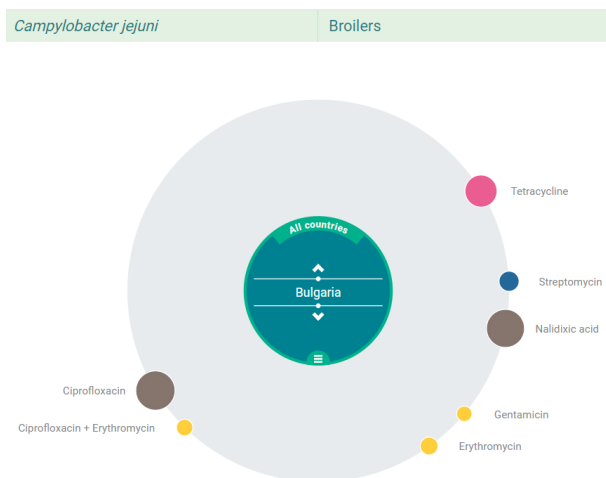 Campylobacter jejuni
Broilers
All countries
Tetracycline
Streptomycin
Bulgaria
Nalidixic acid
Ciprofloxacin
Gentamicin
Ciprofloxacin + Erythromycin
Erythromycin